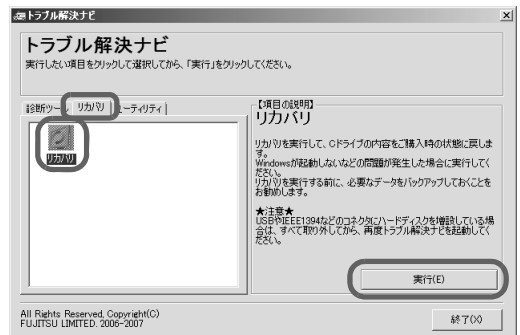 トラブル解決ナビ
トラブル解決ナビ
実行したい項目をクリックして選択してから、「実行」をクリックしてください。
診断ツール
リカバリ
ユーティリティ
リカバリ
【項目の説明】
リカバリ
リカバリを実行して、Cドライブの内容をご購入時の状態に戻しま
す。
Windowsが起動しないなどの問題が発生した場合に実行してく
ださい。
リカバリを実行する前に、必要なデータをバックアップしておくことを
お勧めします。
★注意★
USBやIEEE1394などのコネクタにハードディスクを増設している場
合は、すべて取り外してから、再度トラブル解決ナビを起動してく
ださい。
実行(E)
All Rights Reserved, Copyright(C)
FUJITSU LIMITED. 2006-2007
終了(X)